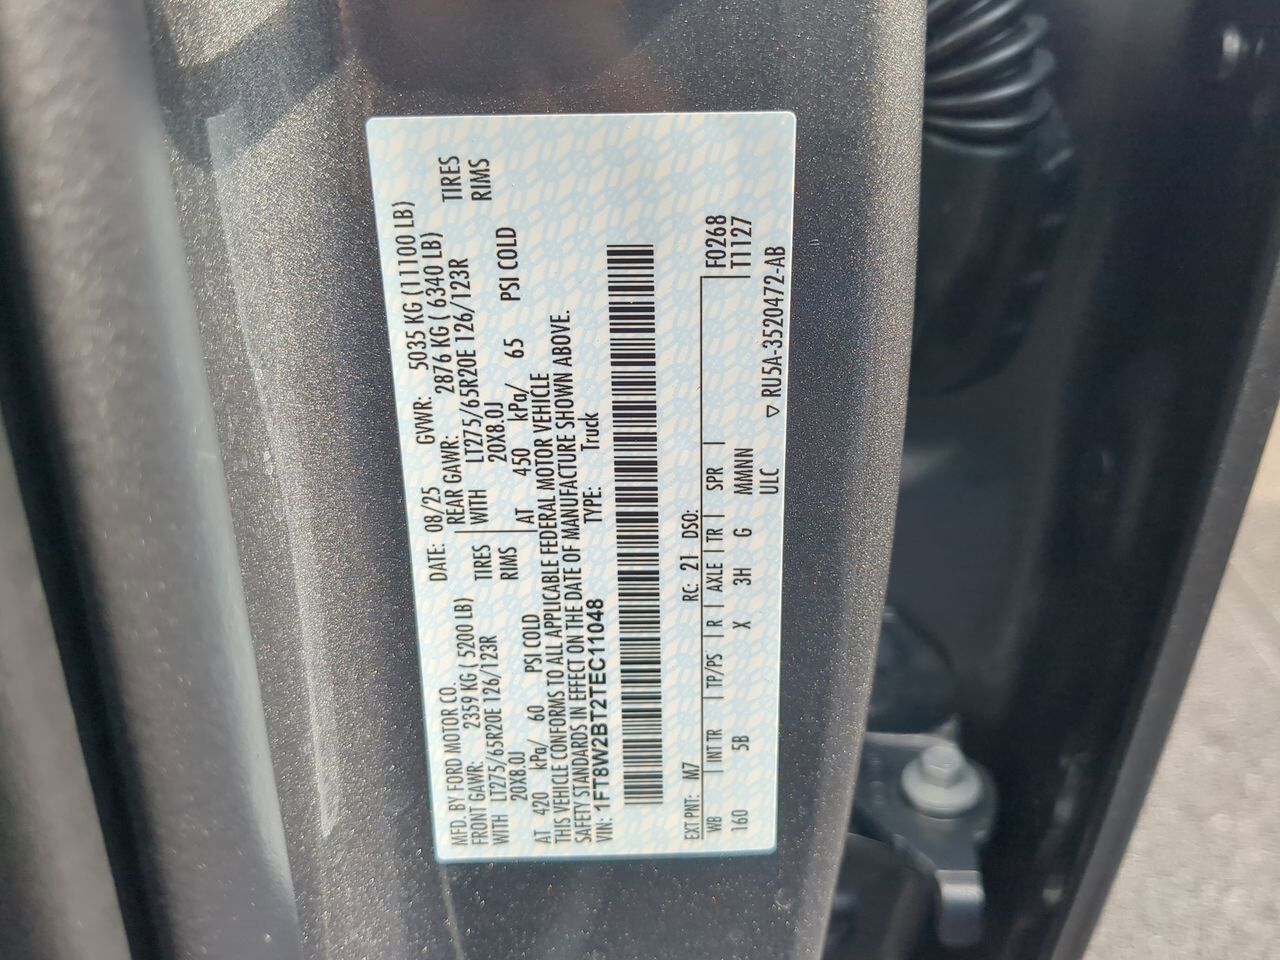 MFD. BY FORD MOTOR CO.
DATE: 08/25 GVWR: 5035 KG (11100 LB)
FRONT GAWR: 2359 KG (5200 LB) REAR GAWR: 2876 KG (6340 LB)
WITH LT275/65R20E 126/123R TIRES WITH LT275/65R20E 126/123R TIRES
20X8.0J RIMS 20X8.0J RIMS
AT 420 kPa/ 60 PSI COLD AT 450 kPa/ 65 PSI COLD
THIS VEHICLE CONFORMS TO ALL APPLICABLE FEDERAL MOTOR VEHICLE
SAFETY STANDARDS IN EFFECT ON THE DATE OF MANUFACTURE SHOWN ABOVE.
VIN: 1FT8W2BT2TEC11048 TYPE: Truck
EXT PNT: M7 RC: 21 DSO: F0268
WB INT TR TP/PS R AXLE TR SPR T1127
160 5B X 3H G MMNNN
ULC ▽ RU5A-3520472-AB